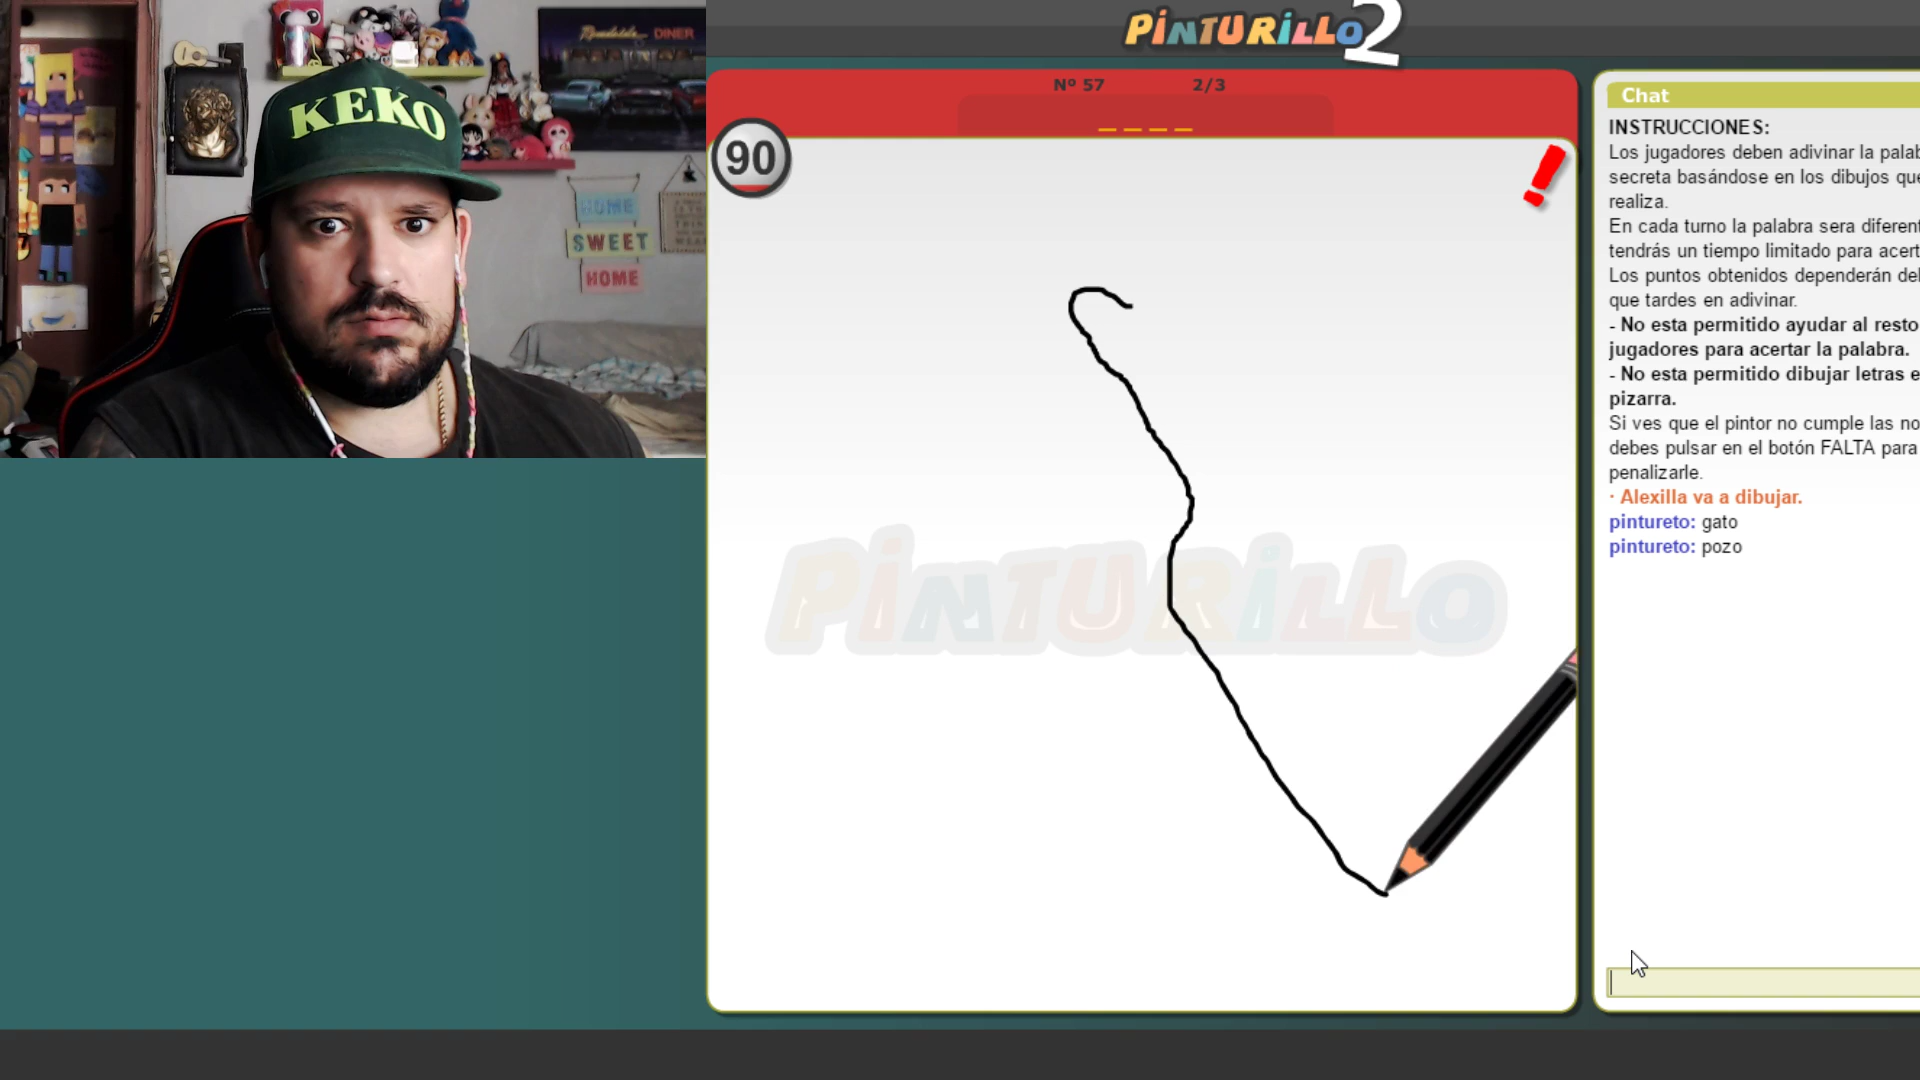 Roadside DINER
KEKO
HOME
SWEET
HOME
PiNTURiLLO 2
Nº 57 2/3
90
Chat
INSTRUCCIONES:
Los jugadores deben adivinar la palab
secreta basándose en los dibujos que
realiza.
En cada turno la palabra sera diferent
tendrás un tiempo limitado para acert
Los puntos obtenidos dependerán del
que tardes en adivinar.
- No esta permitido ayudar al resto
jugadores para acertar la palabra.
- No esta permitido dibujar letras e
pizarra.
Si ves que el pintor no cumple las no
debes pulsar en el botón FALTA para
penalizarle.
· Alexilla va a dibujar.
pintureto: gato
pintureto: pozo
PiNTURiLLO